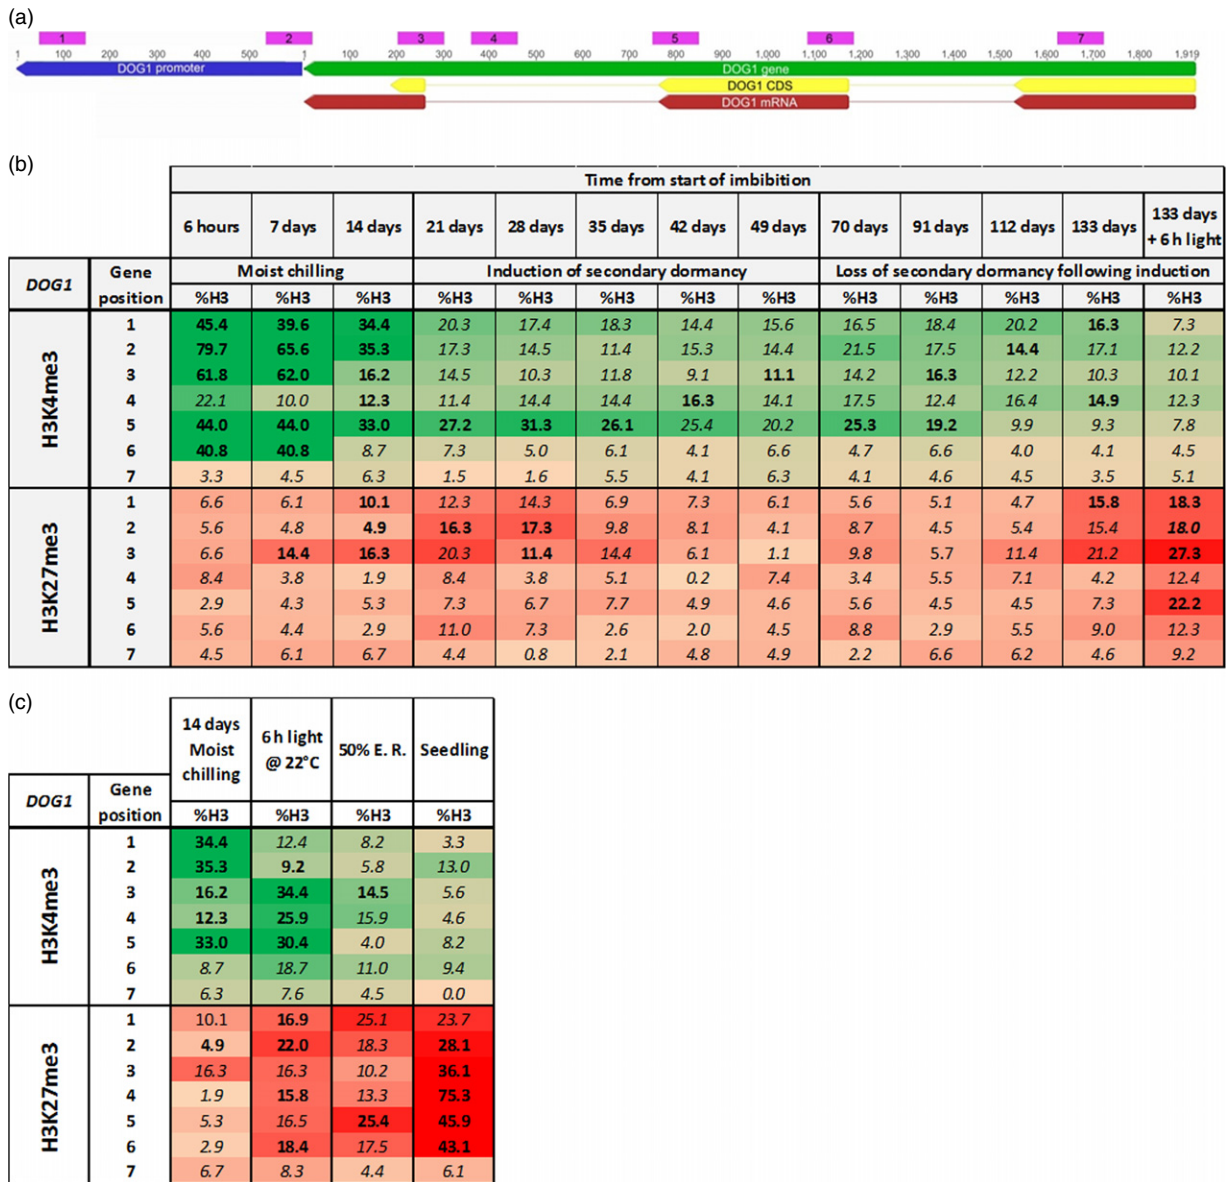 (a)
1 2 3 4 5 6 7
1 100 200 300 400 500 600 1 100 200 300 400 500 600 700 800 900 1,000 1,100 1,200 1,300 1,400 1,500 1,600 1,700 1,800 1,919
DOG1 promoter DOG1 gene
DOG1 CDS
DOG1 mRNA
(b)
Time from start of imbibition
6 hours 7 days 14 days 21 days 28 days 35 days 42 days 49 days 70 days 91 days 112 days 133 days 133 days + 6 h light
DOG1 Gene position Moist chilling Induction of secondary dormancy Loss of secondary dormancy following induction
%H3 %H3 %H3 %H3 %H3 %H3 %H3 %H3 %H3 %H3 %H3 %H3 %H3
H3K4me3
1 45.4 39.6 34.4 20.3 17.4 18.3 14.4 15.6 16.5 18.4 20.2 16.3 7.3
2 79.7 65.6 35.3 17.3 14.5 11.4 15.3 14.4 21.5 17.5 14.4 17.1 12.2
3 61.8 62.0 16.2 14.5 10.3 11.8 9.1 11.1 14.2 16.3 12.2 10.3 10.1
4 22.1 10.0 12.3 11.4 14.4 14.4 16.3 14.1 17.5 12.4 16.4 14.9 12.3
5 44.0 44.0 33.0 27.2 31.3 26.1 25.4 20.2 25.3 19.2 9.9 9.3 7.8
6 40.8 40.8 8.7 7.3 5.0 6.1 4.1 6.6 4.7 6.6 4.0 4.1 4.5
7 3.3 4.5 6.3 1.5 1.6 5.5 4.1 6.3 4.1 4.6 4.5 3.5 5.1
H3K27me3
1 6.6 6.1 10.1 12.3 14.3 6.9 7.3 6.1 5.6 5.1 4.7 15.8 18.3
2 5.6 4.8 4.9 16.3 17.3 9.8 8.1 4.1 8.7 4.5 5.4 15.4 18.0
3 6.6 14.4 16.3 20.3 11.4 14.4 6.1 1.1 9.8 5.7 11.4 21.2 27.3
4 8.4 3.8 1.9 8.4 3.8 5.1 0.2 7.4 3.4 5.5 7.1 4.2 12.4
5 2.9 4.3 5.3 7.3 6.7 7.7 4.9 4.6 5.6 4.5 4.5 7.3 22.2
6 5.6 4.4 2.9 11.0 7.3 2.6 2.0 4.5 8.8 2.9 5.5 9.0 12.3
7 4.5 6.1 6.7 4.4 0.8 2.1 4.8 4.9 2.2 6.6 6.2 4.6 9.2
(c)
14 days Moist chilling 6 h light @ 22°C 50% E. R. Seedling
DOG1 Gene position %H3 %H3 %H3 %H3
H3K4me3
1 34.4 12.4 8.2 3.3
2 35.3 9.2 5.8 13.0
3 16.2 34.4 14.5 5.6
4 12.3 25.9 15.9 4.6
5 33.0 30.4 4.0 8.2
6 8.7 18.7 11.0 9.4
7 6.3 7.6 4.5 0.0
H3K27me3
1 10.1 16.9 25.1 23.7
2 4.9 22.0 18.3 28.1
3 16.3 16.3 10.2 36.1
4 1.9 15.8 13.3 75.3
5 5.3 16.5 25.4 45.9
6 2.9 18.4 17.5 43.1
7 6.7 8.3 4.4 6.1